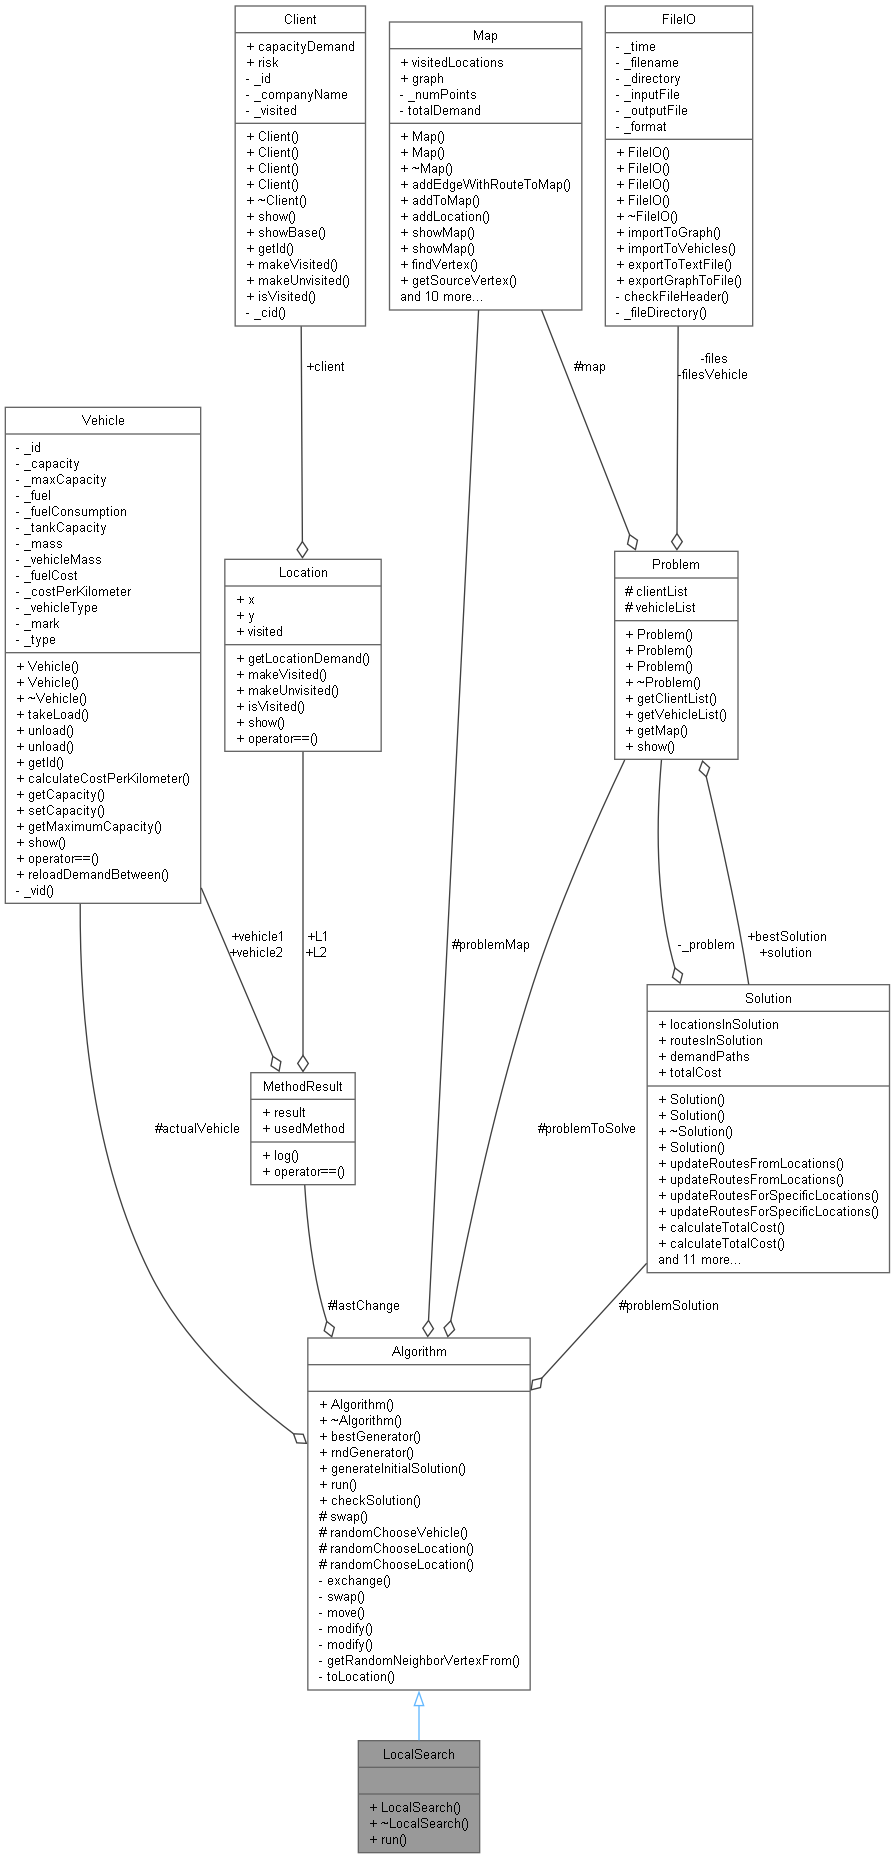 Client
+ capacityDemand
+ risk
- _id
- _companyName
- _visited
+ Client()
+ Client()
+ Client()
+ Client()
+ ~Client()
+ show()
+ showBase()
+ getId()
+ makeVisited()
+ makeUnvisited()
+ isVisited()
- _cid()
Map
+ visitedLocations
+ graph
- _numPoints
- totalDemand
+ Map()
+ Map()
+ ~Map()
+ addEdgeWithRouteToMap()
+ addToMap()
+ addLocation()
+ showMap()
+ showMap()
+ findVertex()
+ getSourceVertex()
and 10 more...
FileIO
- _time
- _filename
- _directory
- _inputFile
- _outputFile
- _format
+ FileIO()
+ FileIO()
+ FileIO()
+ FileIO()
+ ~FileIO()
+ importToGraph()
+ importToVehicles()
+ exportToTextFile()
+ exportGraphToFile()
- checkFileHeader()
- _fileDirectory()
+client
#map
-files
-filesVehicle
Vehicle
- _id
- _capacity
- _maxCapacity
- _fuel
- _fuelConsumption
- _tankCapacity
- _mass
- _vehicleMass
- _fuelCost
- _costPerKilometer
- _vehicleType
- _mark
- _type
+ Vehicle()
+ Vehicle()
+ ~Vehicle()
+ takeLoad()
+ unload()
+ unload()
+ getId()
+ calculateCostPerKilometer()
+ getCapacity()
+ setCapacity()
+ getMaximumCapacity()
+ show()
+ operator==()
+ reloadDemandBetween()
- _vid()
Location
+ x
+ y
+ visited
+ getLocationDemand()
+ makeVisited()
+ makeUnvisited()
+ isVisited()
+ show()
+ operator==()
Problem
# clientList
# vehicleList
+ Problem()
+ Problem()
+ Problem()
+ ~Problem()
+ getClientList()
+ getVehicleList()
+ getMap()
+ show()
+vehicle1
+vehicle2
+L1
+L2
#problemMap
-_problem
+bestSolution
+solution
Solution
+ locationsInSolution
+ routesInSolution
+ demandPaths
+ totalCost
+ Solution()
+ Solution()
+ ~Solution()
+ Solution()
+ updateRoutesFromLocations()
+ updateRoutesFromLocations()
+ updateRoutesForSpecificLocations()
+ updateRoutesForSpecificLocations()
+ calculateTotalCost()
+ calculateTotalCost()
and 11 more...
MethodResult
+ result
+ usedMethod
+ log()
+ operator==()
#actualVehicle
#problemToSolve
#lastChange
#problemSolution
Algorithm
+ Algorithm()
+ ~Algorithm()
+ bestGenerator()
+ rndGenerator()
+ generateInitialSolution()
+ run()
+ checkSolution()
# swap()
# randomChooseVehicle()
# randomChooseLocation()
# randomChooseLocation()
- exchange()
- swap()
- move()
- modify()
- modify()
- getRandomNeighborVertexFrom()
- toLocation()
LocalSearch
+ LocalSearch()
+ ~LocalSearch()
+ run()